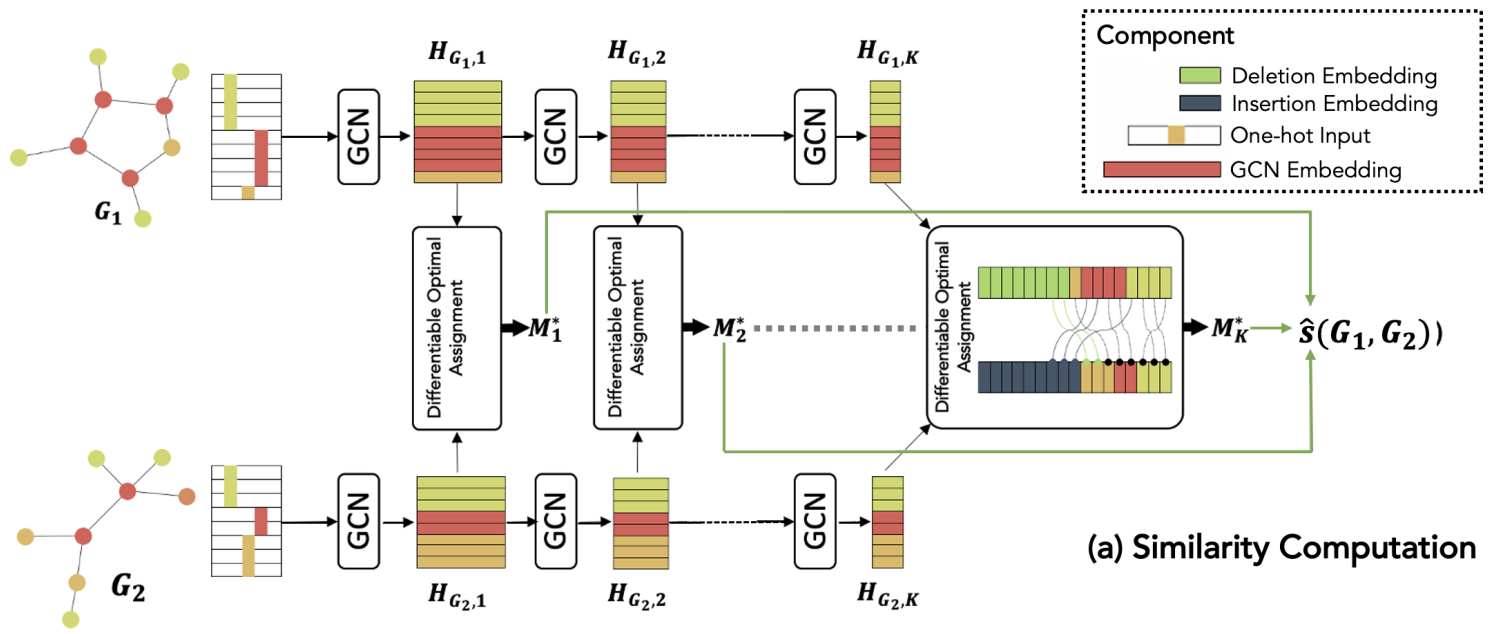 H_{G_1,1}
H_{G_1,2}
H_{G_1,K}
Component
Deletion Embedding
Insertion Embedding
One-hot Input
GCN Embedding
GCN
GCN
GCN
G_1
Differentiable Optimal
Assignment
M_1^*
Differentiable Optimal
Assignment
M_2^*
Differentiable Optimal
Assignment
M_K^*
ŝ(G_1, G_2))
G_2
GCN
GCN
GCN
H_{G_2,1}
H_{G_2,2}
H_{G_2,K}
(a) Similarity Computation